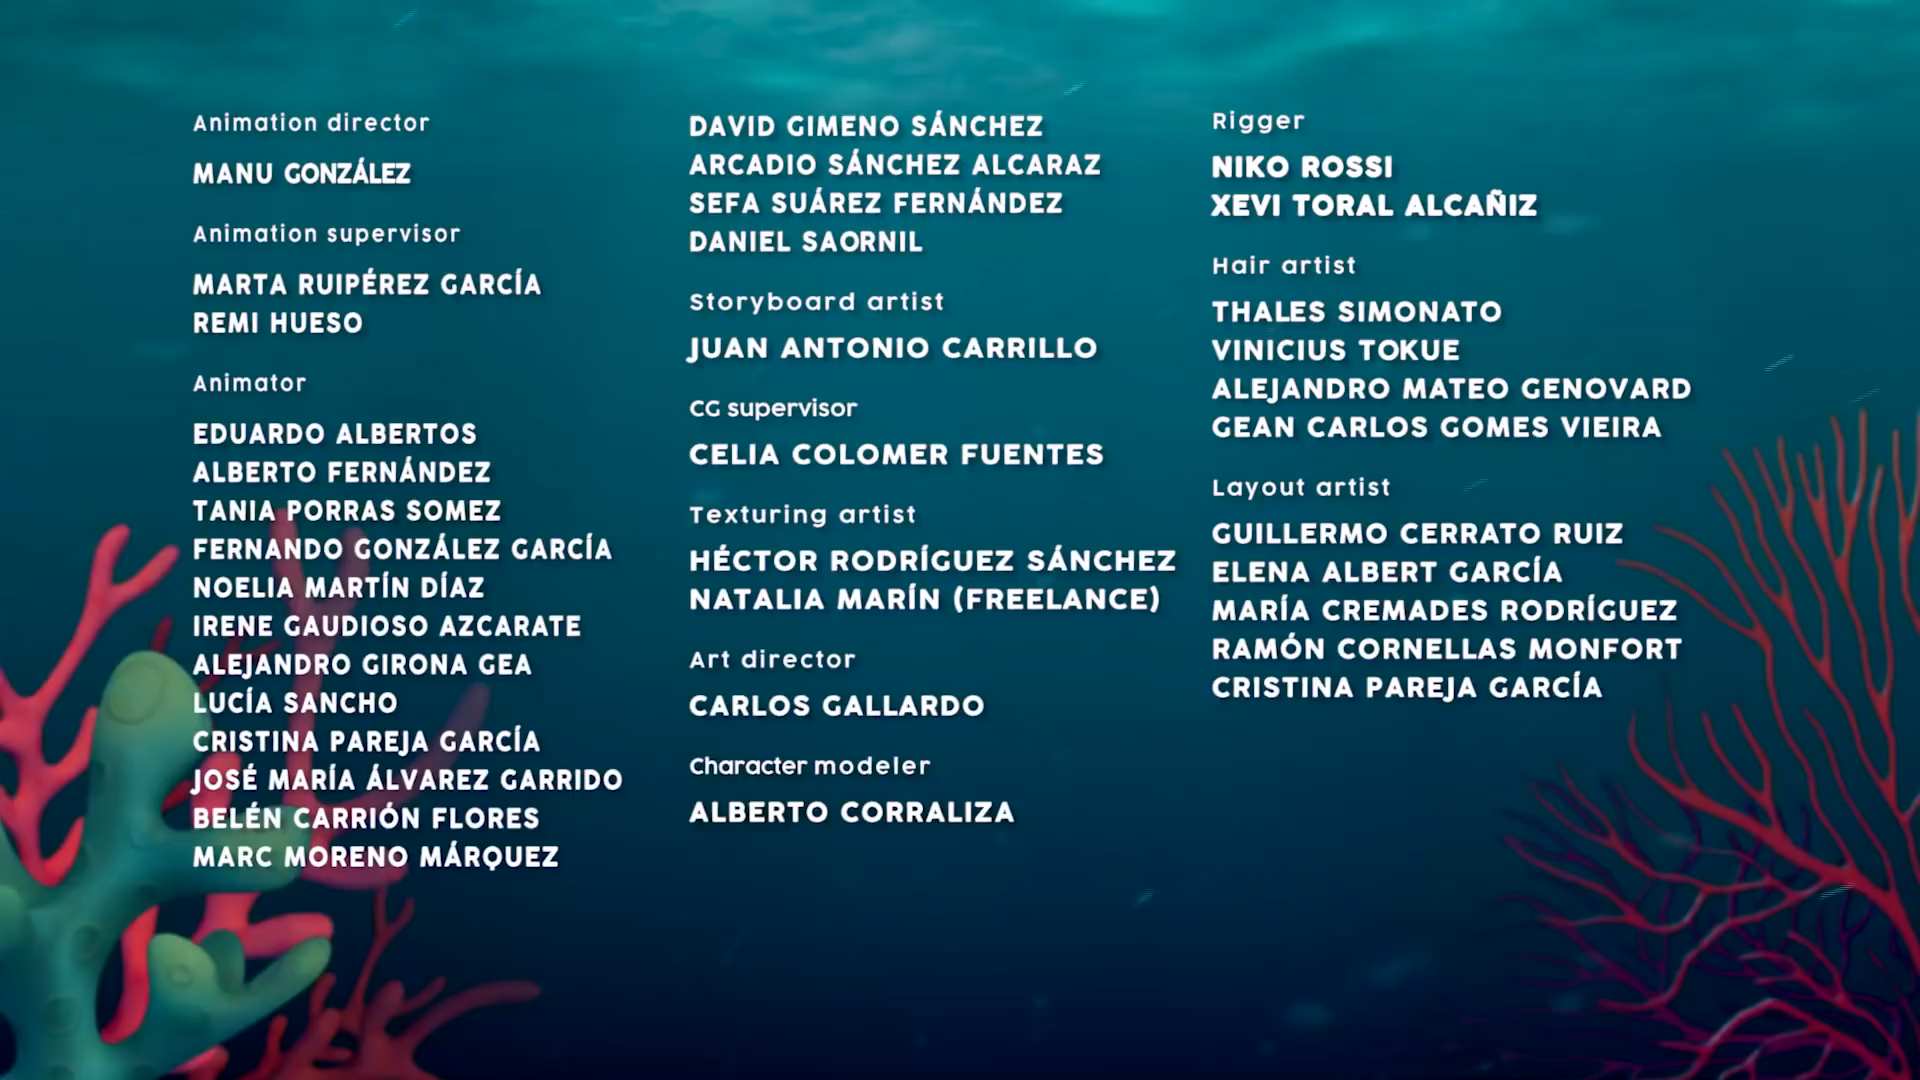 Animation director
MANU GONZÁLEZ
Animation supervisor
MARTA RUIPÉREZ GARCÍA
REMI HUESO
Animator
EDUARDO ALBERTOS
ALBERTO FERNÁNDEZ
TANIA PORRAS SOMEZ
FERNANDO GONZÁLEZ GARCÍA
NOELIA MARTÍN DÍAZ
IRENE GAUDIOSO AZCARATE
ALEJANDRO GIRONA GEA
LUCÍA SANCHO
CRISTINA PAREJA GARCÍA
JOSÉ MARÍA ÁLVAREZ GARRIDO
BELÉN CARRIÓN FLORES
MARC MORENO MÁRQUEZ
DAVID GIMENO SÁNCHEZ
ARCADIO SÁNCHEZ ALCARAZ
SEFA SUÁREZ FERNÁNDEZ
DANIEL SAORNIL
Storyboard artist
JUAN ANTONIO CARRILLO
CG supervisor
CELIA COLOMER FUENTES
Texturing artist
HÉCTOR RODRÍGUEZ SÁNCHEZ
NATALIA MARÍN (FREELANCE)
Art director
CARLOS GALLARDO
Character modeler
ALBERTO CORRALIZA
Rigger
NIKO ROSSI
XEVI TORAL ALCAÑIZ
Hair artist
THALES SIMONATO
VINICIUS TOKUE
ALEJANDRO MATEO GENOVARD
GEAN CARLOS GOMES VIEIRA
Layout artist
GUILLERMO CERRATO RUIZ
ELENA ALBERT GARCÍA
MARÍA CREMADES RODRÍGUEZ
RAMÓN CORNELLAS MONFORT
CRISTINA PAREJA GARCÍA